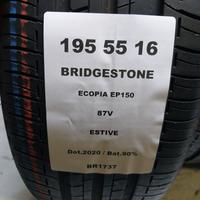 195 55 16
BRIDGESTONE
ECOPIA EP150
87V
ESTIVE
Dot.2020 / Bat.90%
BR1737